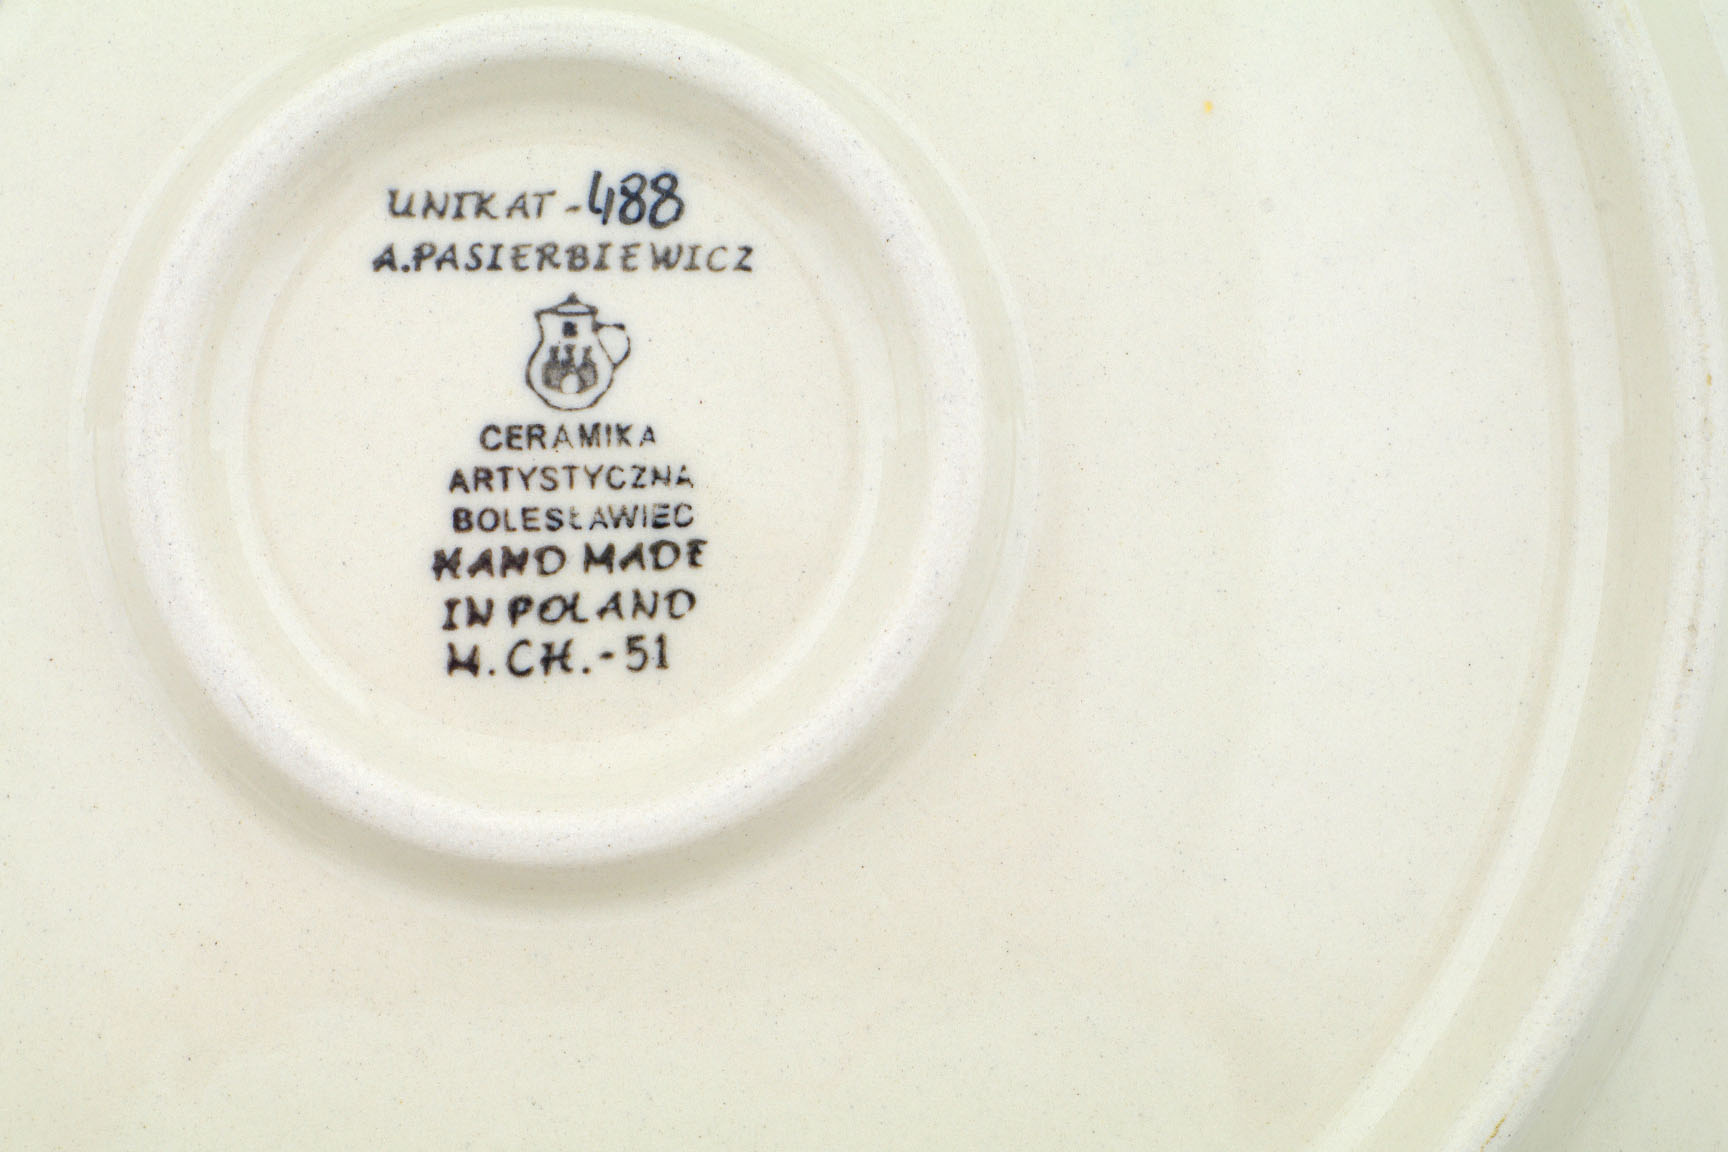 UNIKAT - 488
A.PASIERBIEWICZ
CERAMIKA
ARTYSTYCZNA
BOLESŁAWIEC
HAND MADE
IN POLAND
M.CH.-51